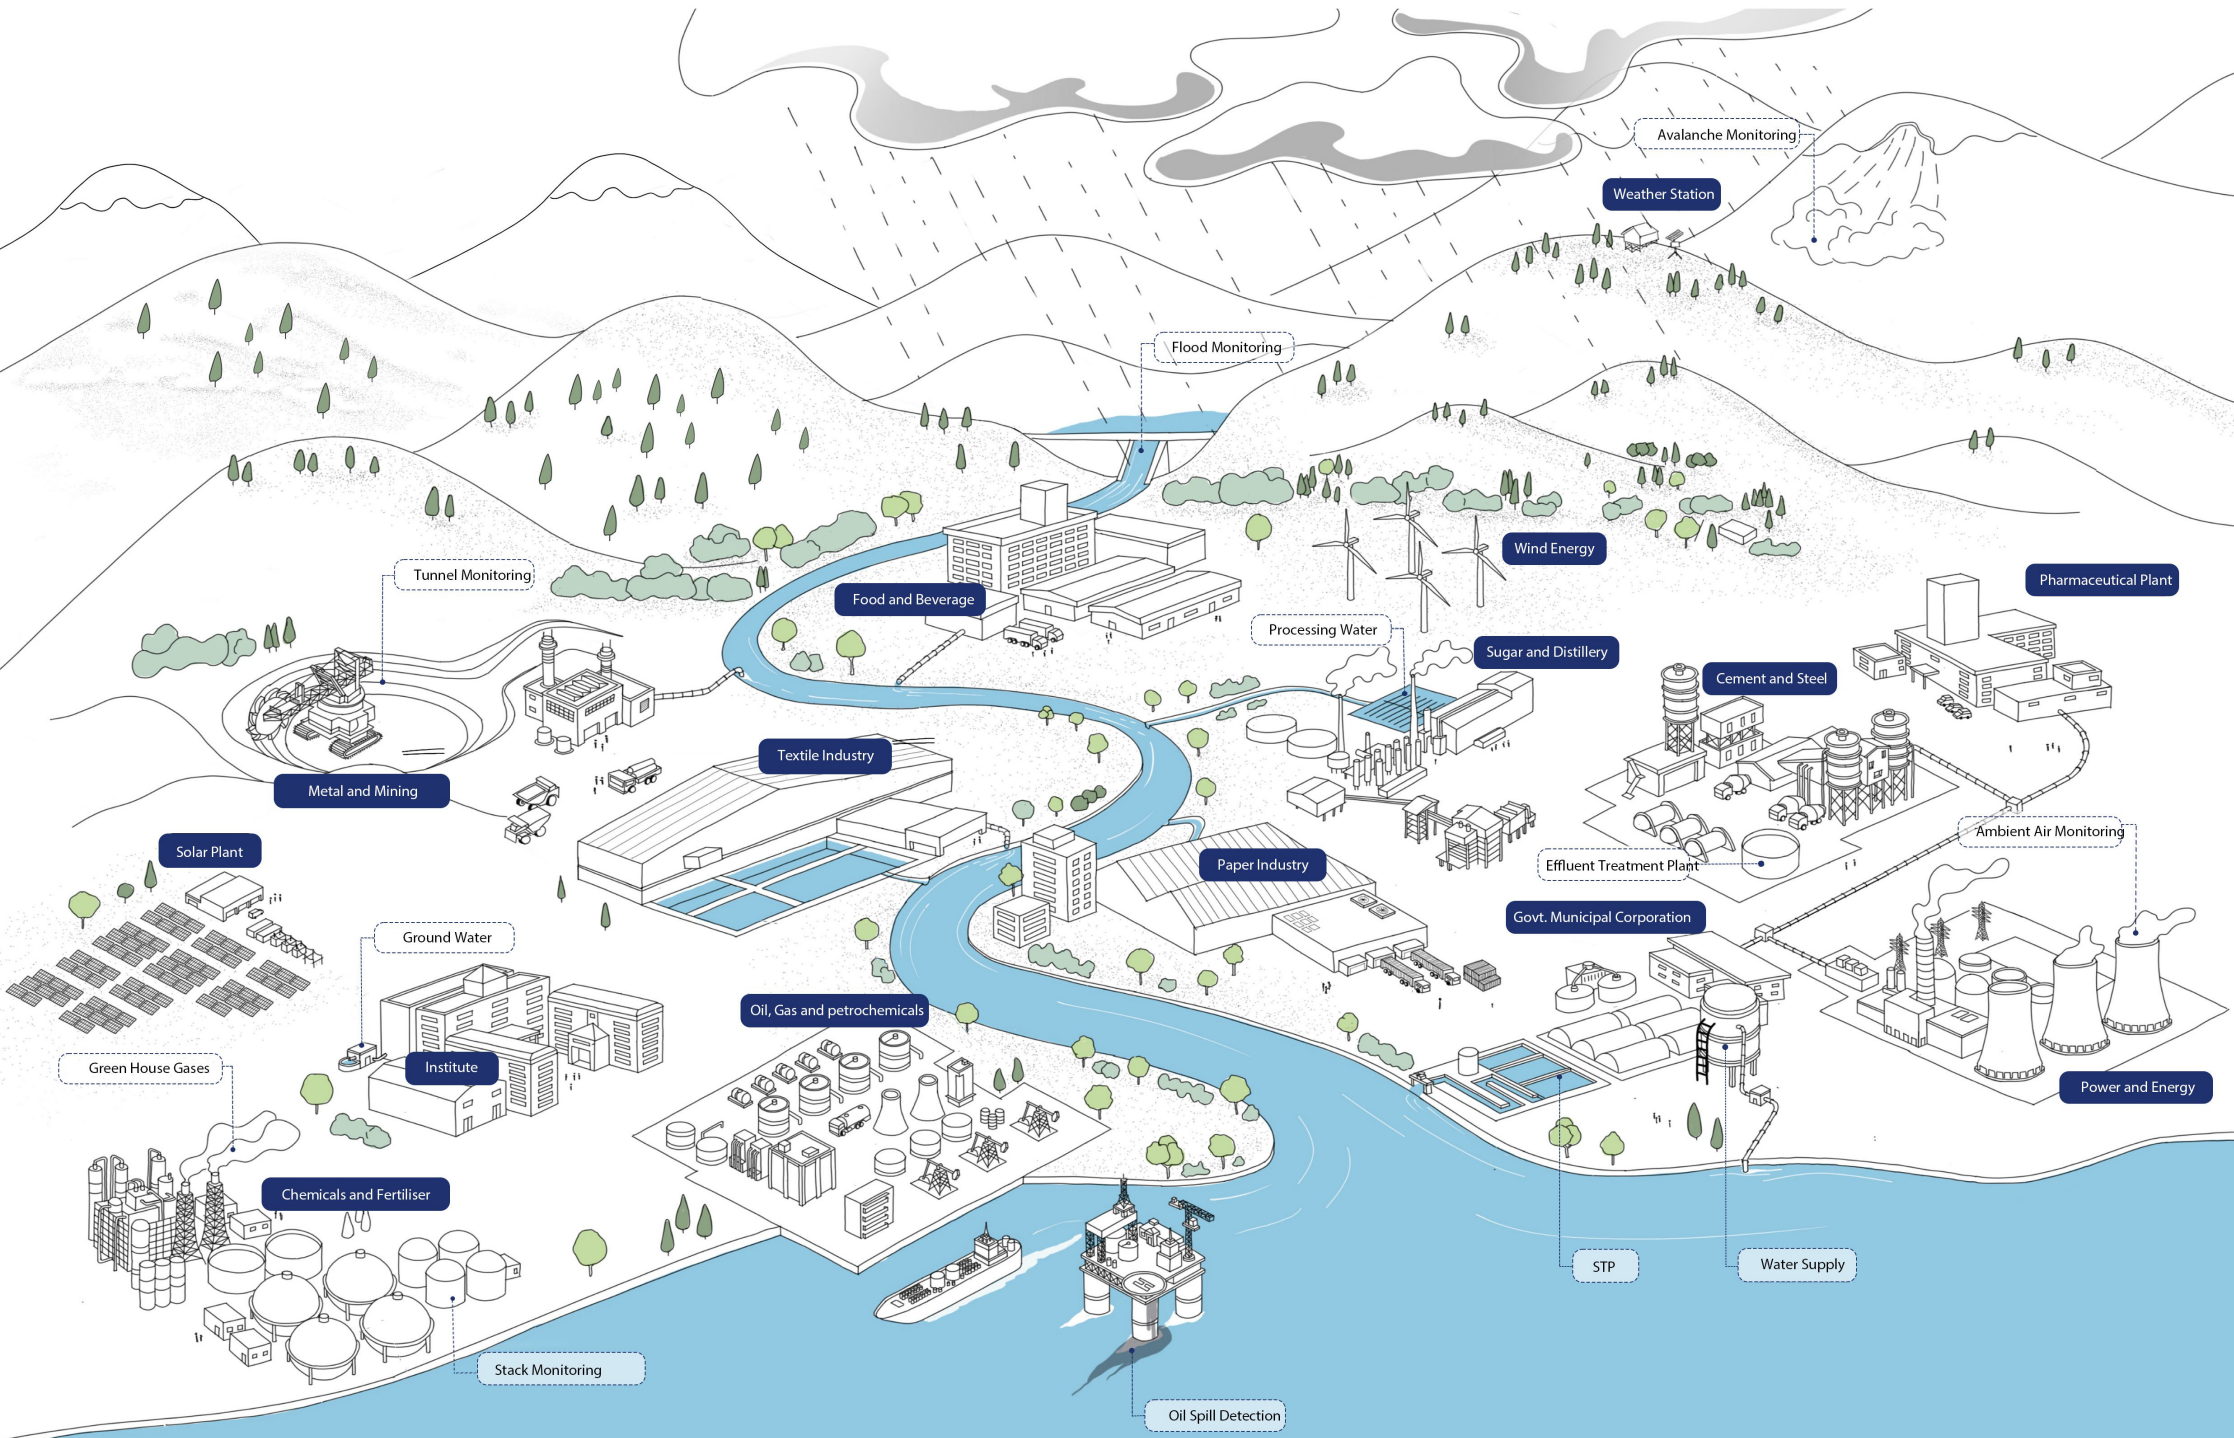 Avalanche Monitoring
Weather Station
Flood Monitoring
Wind Energy
Tunnel Monitoring
Pharmaceutical Plant
Food and Beverage
Processing Water
Sugar and Distillery
Cement and Steel
Textile Industry
Metal and Mining
Ambient Air Monitoring
Solar Plant
Paper Industry
Effluent Treatment Plant
Govt. Municipal Corporation
Ground Water
Oil, Gas and petrochemicals
Green House Gases
Institute
Power and Energy
Chemicals and Fertiliser
STP
Water Supply
Stack Monitoring
Oil Spill Detection